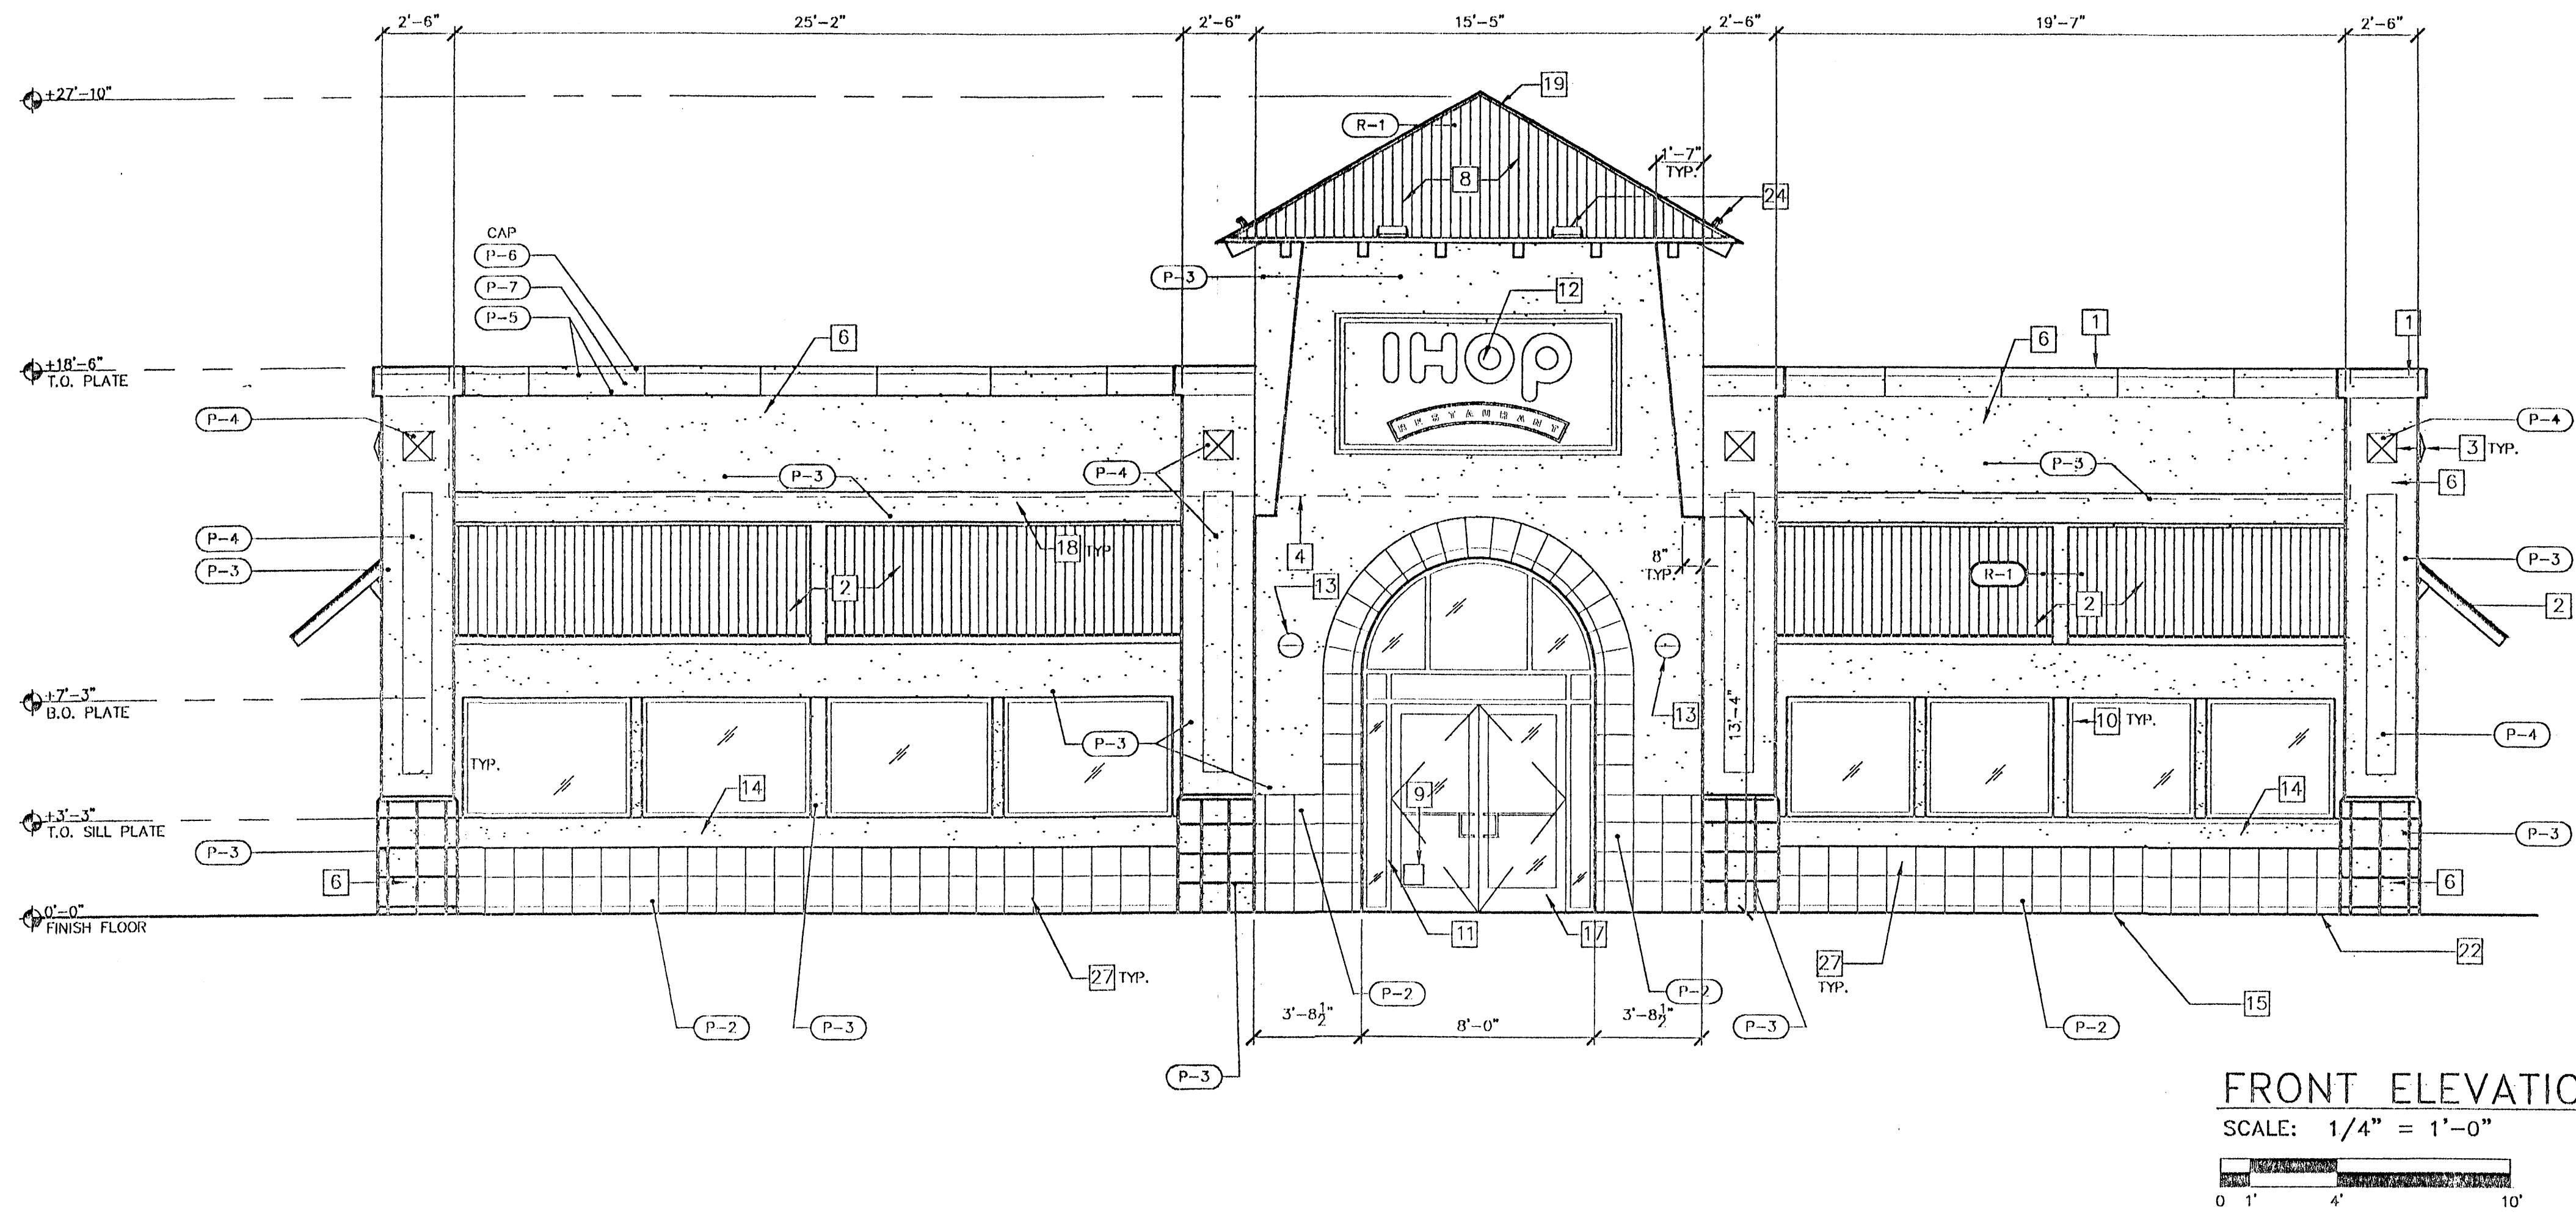 2'-6" 25'-2" 2'-6" 15'-5" 2'-6" 19'-7" 2'-6"
+27'-10"
19
R-1
1'-7"
TYP.
8
24
CAP
P-6
P-7
P-5
P-3
12
6
6
1
1
+18'-6"
T.O. PLATE
IHOP
RESTAURANT
P-4
P-4
3 TYP.
P-3
P-4
P-3
6
P-4
18 TYP.
4
8"
TYP.
P-3
P-3
2
13
R-1
2
2
+7'-3"
B.O. PLATE
13
13'-4"
10 TYP.
P-3
P-4
TYP.
14
9
14
+3'-3"
T.O. SILL PLATE
P-3
P-3
6
6
0'-0"
FINISH FLOOR
11
17
22
27 TYP.
27
TYP.
P-2
P-2
15
3'-8½" 8'-0" 3'-8½"
P-2
P-3
P-3
P-2
P-3
FRONT ELEVATIO
SCALE: 1/4" = 1'-0"
0 1' 4' 10'